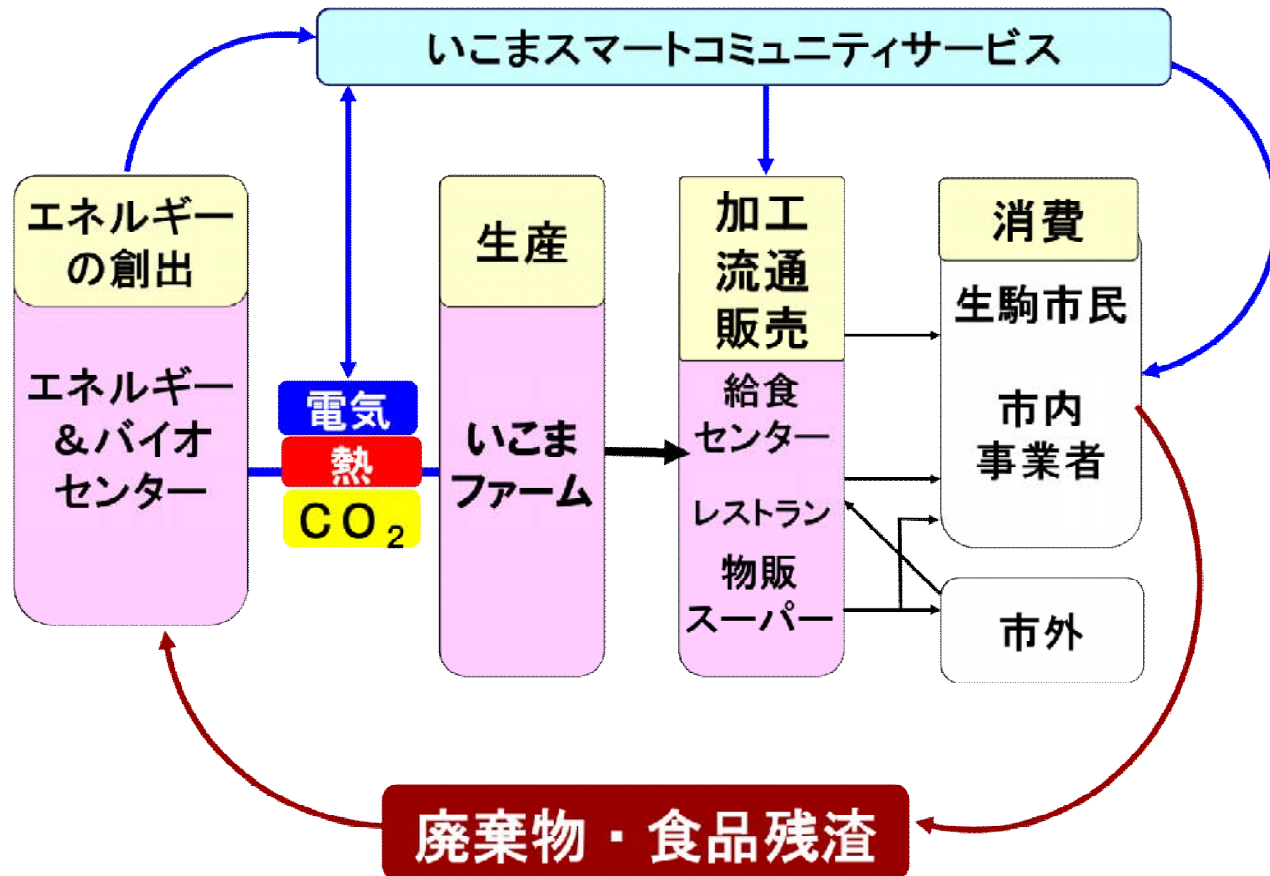 いこまスマートコミュニティサービス
エネルギー
の創出
エネルギー
&バイオ
センター
電気
熱
CO₂
生産
いこま
ファーム
加工
流通
販売
給食
センター
レストラン
物販
スーパー
消費
生駒市民
市内
事業者
市外
廃棄物・食品残渣